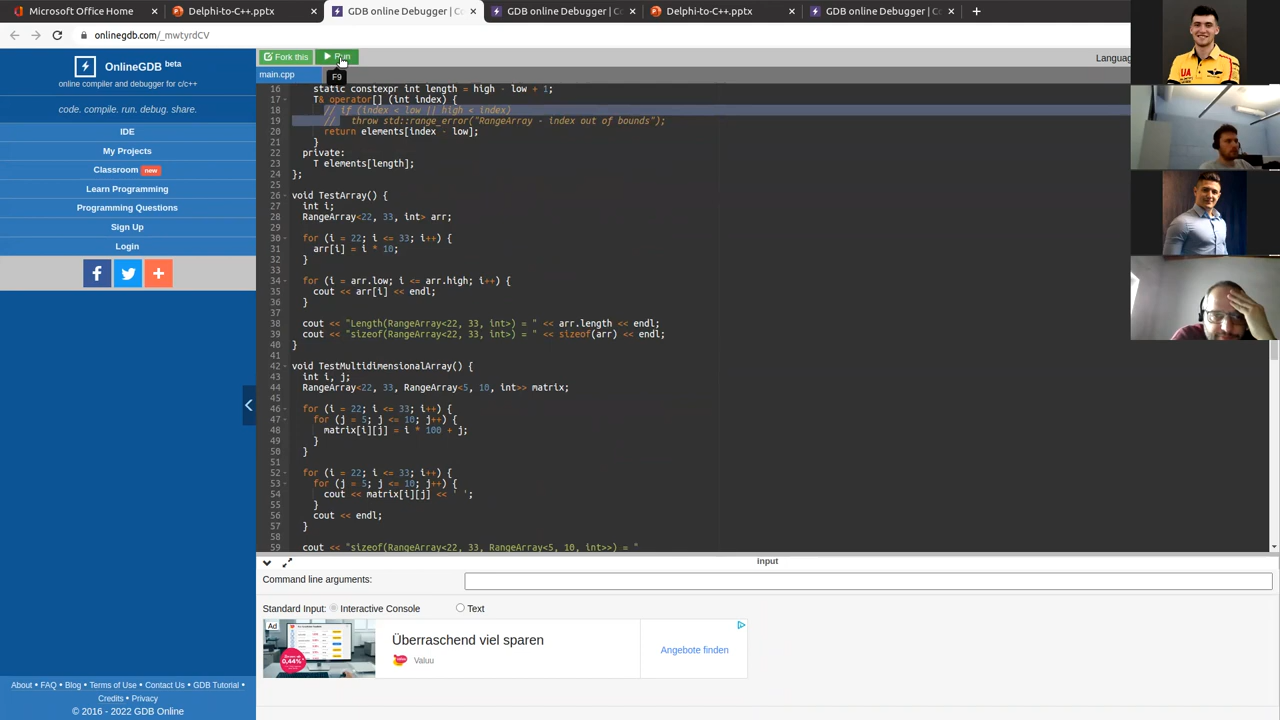 Microsoft Office Home
Delphi-to-C++.pptx
GDB online Debugger | Co
GDB online Debugger | Co
Delphi-to-C++.pptx
GDB online Debugger | Co
onlinegdb.com/_mwtyrdCV
OnlineGDB beta
online compiler and debugger for c/c++
code. compile. run. debug. share.
IDE
My Projects
Classroom new
Learn Programming
Programming Questions
Sign Up
Login
About • FAQ • Blog • Terms of Use • Contact Us • GDB Tutorial •
Credits • Privacy
© 2016 - 2022 GDB Online
Fork this
Run
F9
Languag
main.cpp
16 static constexpr int length = high - low + 1;
17 T& operator[] (int index) {
18 // if (index < low || high < index)
19 // throw std::range_error("RangeArray - index out of bounds");
20 return elements[index - low];
21 }
22 private:
23 T elements[length];
24 };
25
26 void TestArray() {
27 int i;
28 RangeArray<22, 33, int> arr;
29
30 for (i = 22; i <= 33; i++) {
31 arr[i] = i * 10;
32 }
33
34 for (i = arr.low; i <= arr.high; i++) {
35 cout << arr[i] << endl;
36 }
37
38 cout << "Length(RangeArray<22, 33, int>) = " << arr.length << endl;
39 cout << "sizeof(RangeArray<22, 33, int>) = " << sizeof(arr) << endl;
40 }
41
42 void TestMultidimensionalArray() {
43 int i, j;
44 RangeArray<22, 33, RangeArray<5, 10, int>> matrix;
45
46 for (i = 22; i <= 33; i++) {
47 for (j = 5; j <= 10; j++) {
48 matrix[i][j] = i * 100 + j;
49 }
50 }
51
52 for (i = 22; i <= 33; i++) {
53 for (j = 5; j <= 10; j++) {
54 cout << matrix[i][j] << ' ';
55 }
56 cout << endl;
57 }
58
59 cout << "sizeof(RangeArray<22, 33, RangeArray<5, 10, int>>) = "
input
Command line arguments:
Standard Input: Interactive Console Text
Ad
0,44%
Überraschend viel sparen
Valuu
Angebote finden